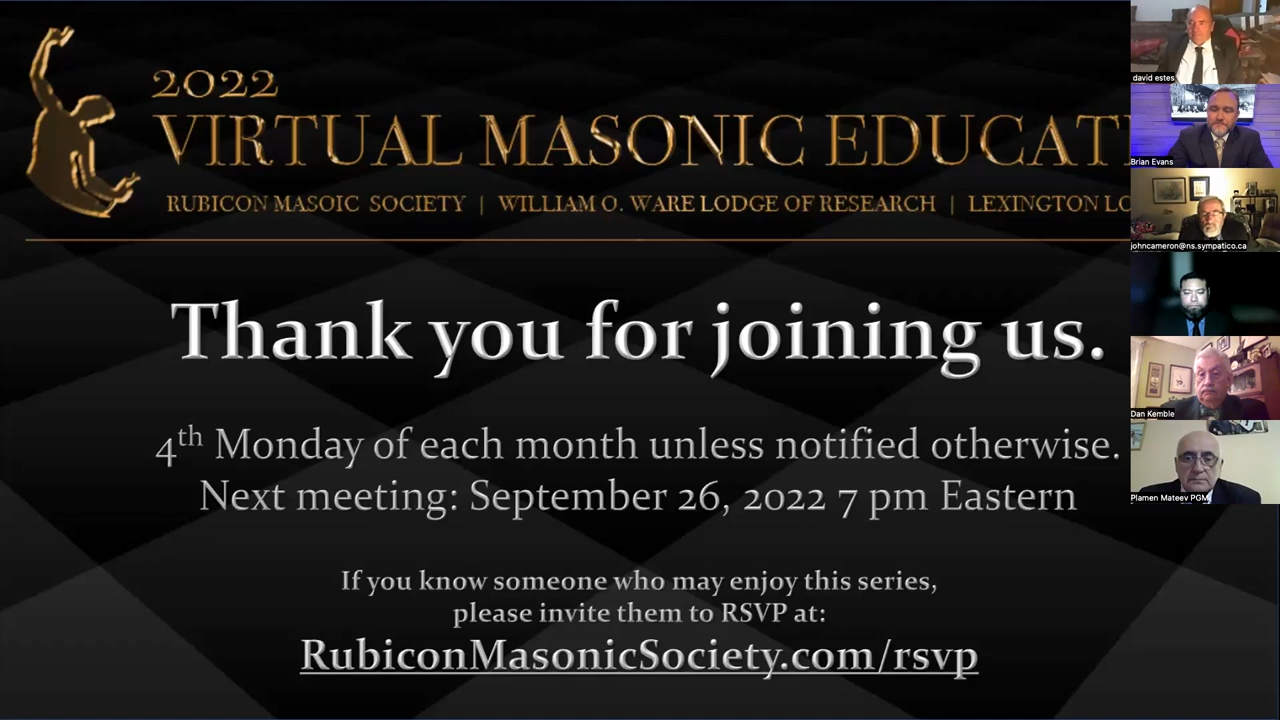 2022
VIRTUAL MASONIC EDUCATI
RUBICON MASOIC SOCIETY | WILLIAM O. WARE LODGE OF RESEARCH | LEXINGTON LO
Thank you for joining us.
4th Monday of each month unless notified otherwise.
Next meeting: September 26, 2022 7 pm Eastern
If you know someone who may enjoy this series,
please invite them to RSVP at:
RubiconMasonicSociety.com/rsvp
david estes
Brian Evans
johncameron@ns.sympatico.ca
Dan Kemble
Plamen Mateev PGM